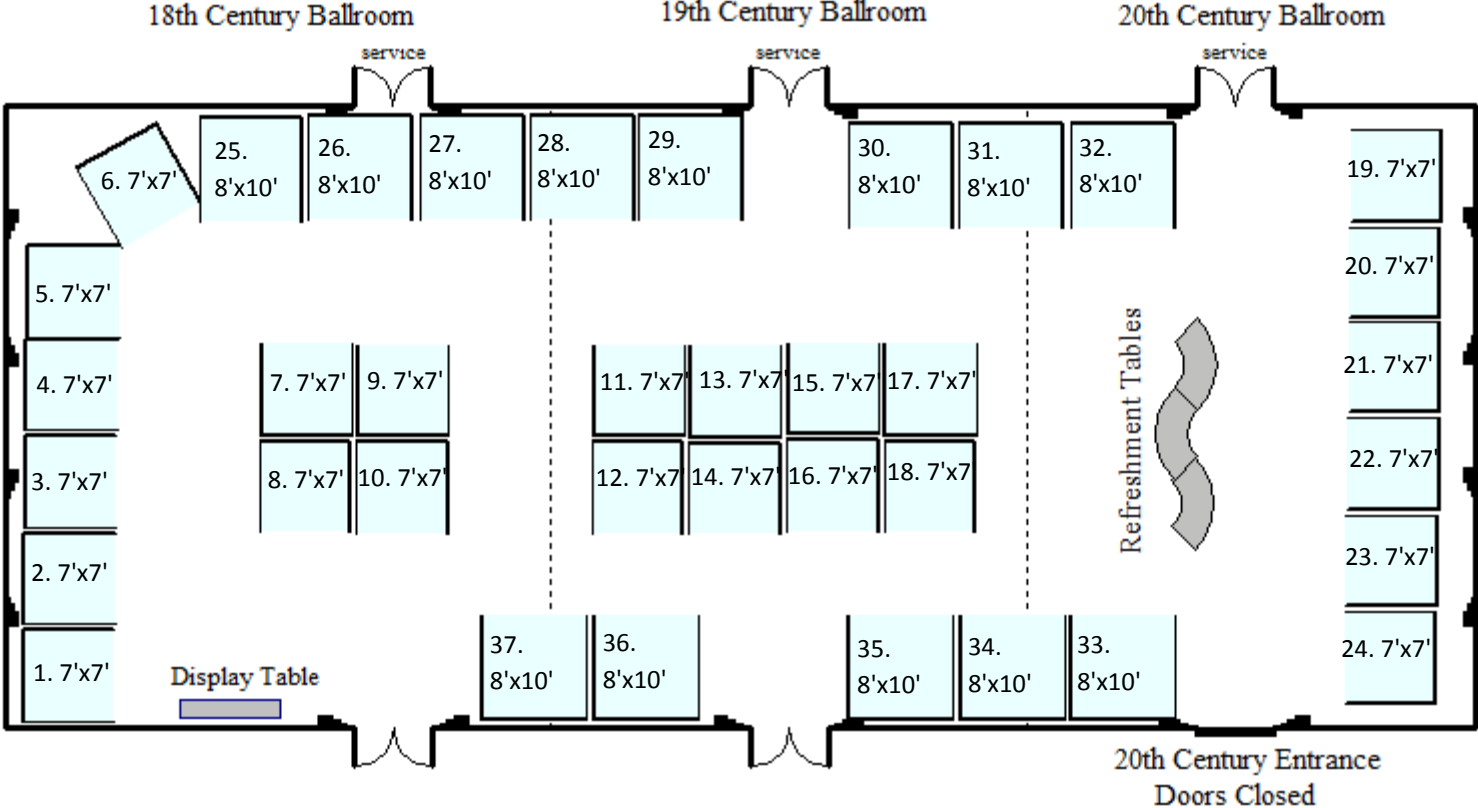 18th Century Ballroom
19th Century Ballroom
20th Century Ballroom
service
service
service
25.
8'x10'
26.
8'x10'
27.
8'x10'
28.
8'x10'
29.
8'x10'
30.
8'x10'
31.
8'x10'
32.
8'x10'
6. 7'x7'
19. 7'x7'
5. 7'x7'
20. 7'x7'
4. 7'x7'
7. 7'x7'
9. 7'x7'
11. 7'x7'
13. 7'x7'
15. 7'x7'
17. 7'x7'
21. 7'x7'
Refreshment Tables
3. 7'x7'
8. 7'x7'
10. 7'x7'
12. 7'x7'
14. 7'x7'
16. 7'x7'
18. 7'x7
22. 7'x7'
2. 7'x7'
23. 7'x7'
1. 7'x7'
Display Table
37.
8'x10'
36.
8'x10'
35.
8'x10'
34.
8'x10'
33.
8'x10'
24. 7'x7'
20th Century Entrance
Doors Closed